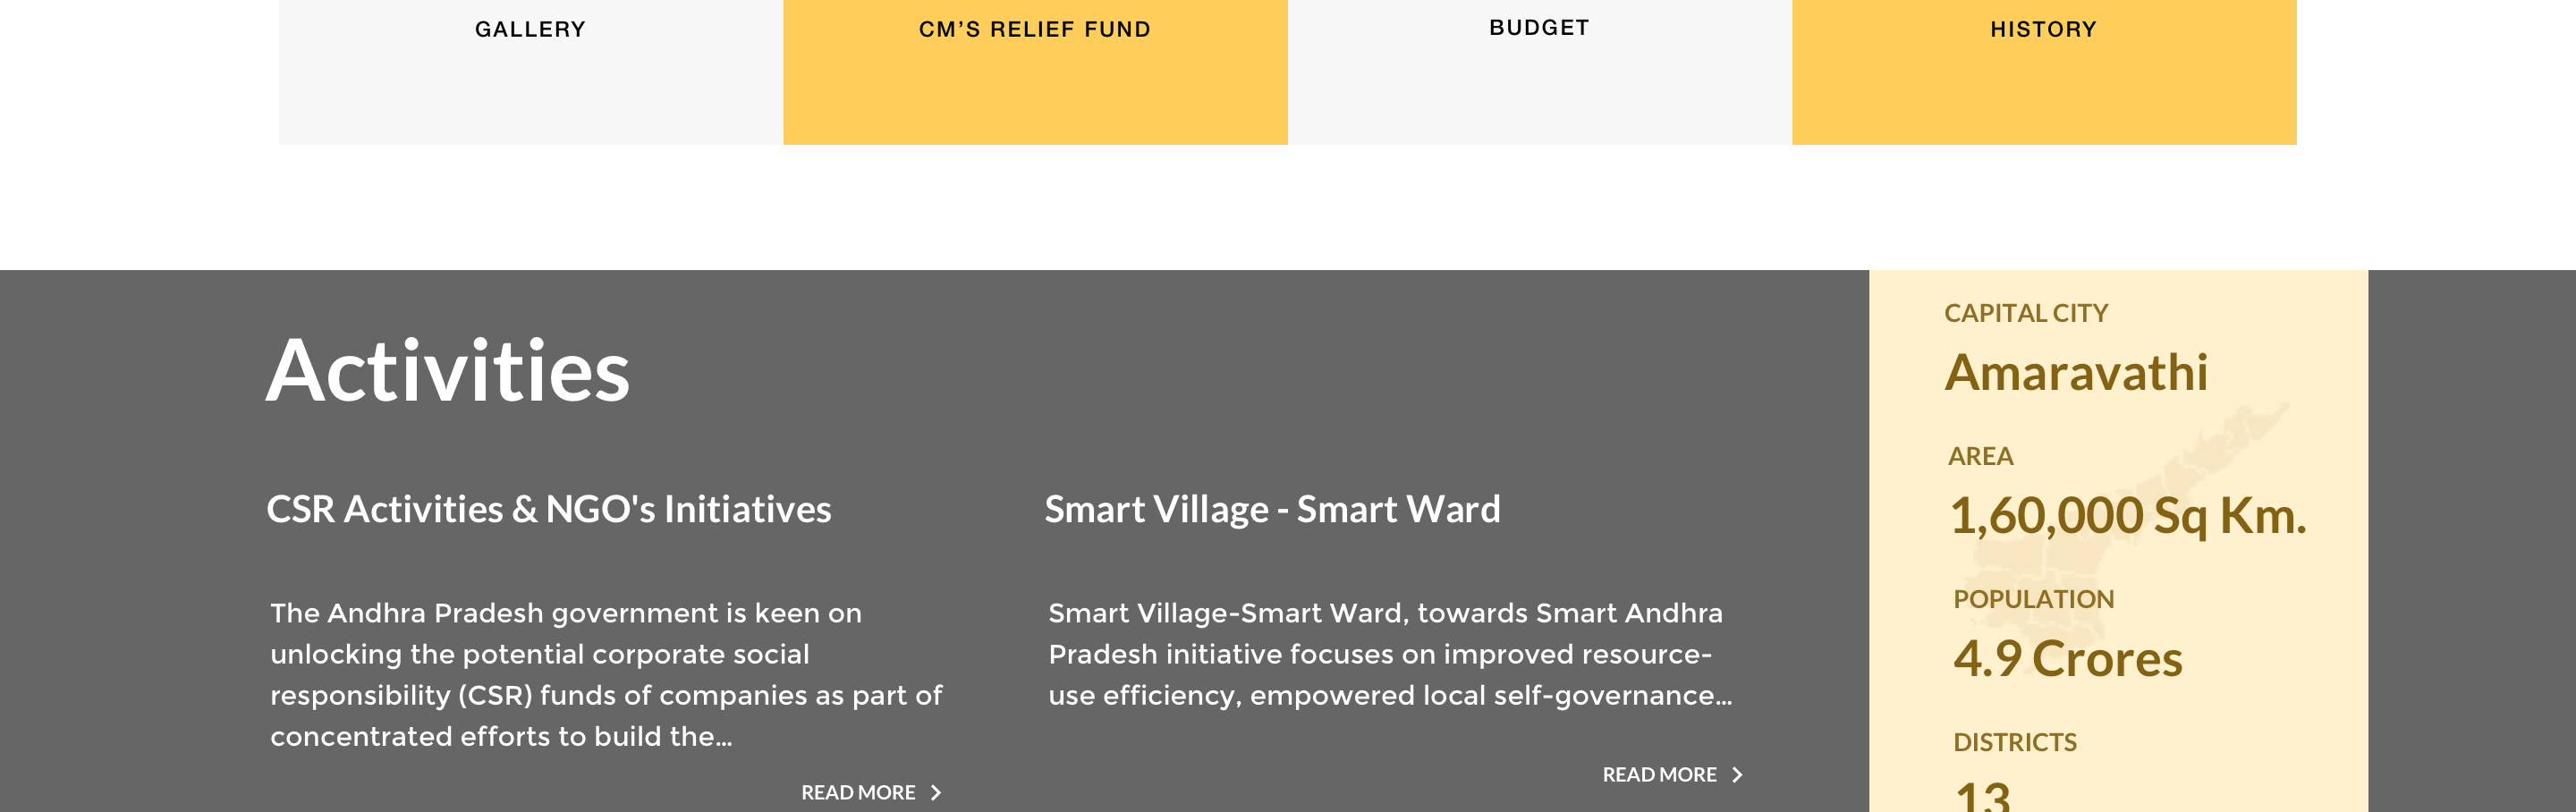 GALLERY
CM'S RELIEF FUND
BUDGET
HISTORY
Activities
CSR Activities & NGO's Initiatives
The Andhra Pradesh government is keen on
unlocking the potential corporate social
responsibility (CSR) funds of companies as part of
concentrated efforts to build the...
READ MORE
Smart Village - Smart Ward
Smart Village-Smart Ward, towards Smart Andhra
Pradesh initiative focuses on improved resource-
use efficiency, empowered local self-governance...
READ MORE
CAPITAL CITY
Amaravathi
AREA
1,60,000 Sq Km.
POPULATION
4.9 Crores
DISTRICTS
13